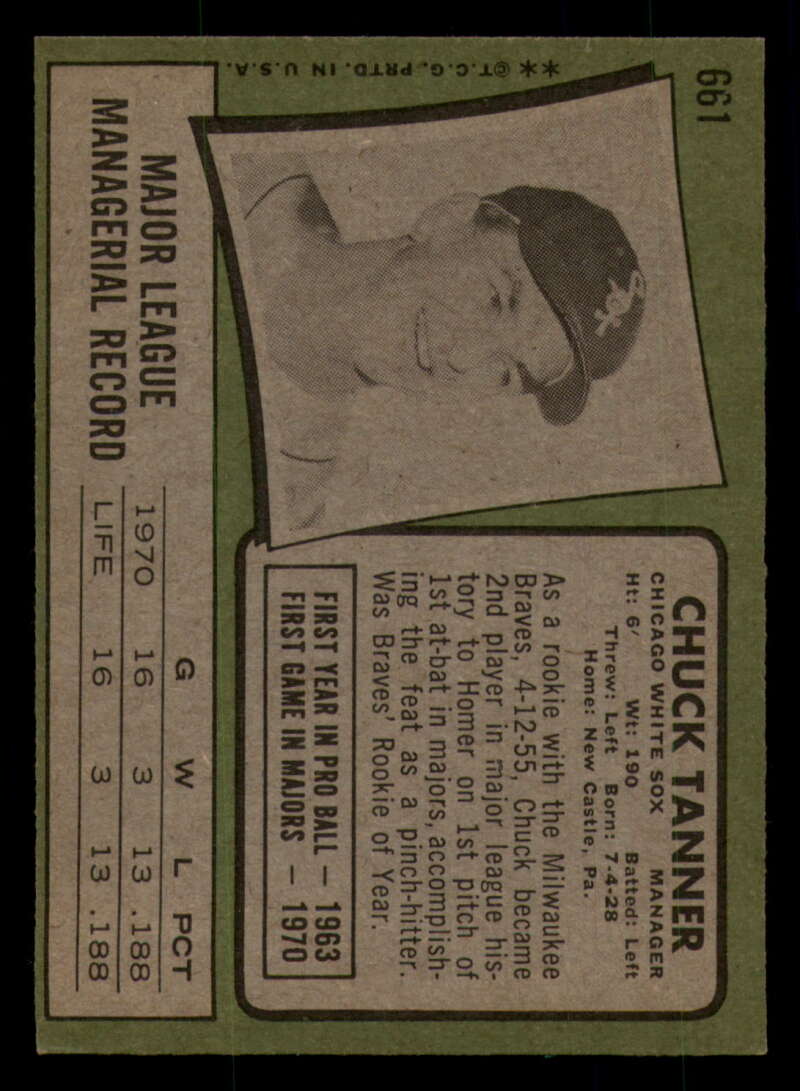 661
** @T.C.G. PRTD. IN U.S.A.
CHUCK TANNER
CHICAGO WHITE SOX MANAGER
Ht: 6' Wt: 190 Batted: Left
Threw: Left Born: 7-4-28
Home: New Castle, Pa.
As a rookie with the Milwaukee
Braves, 4-12-55, Chuck became
2nd player in major league his-
tory to Homer on 1st pitch of
1st at-bat in majors, accomplish-
ing the feat as a pinch-hitter.
Was Braves' Rookie of Year.
FIRST YEAR IN PRO BALL — 1963
FIRST GAME IN MAJORS — 1970
MAJOR LEAGUE
MANAGERIAL RECORD
G W L PCT
1970 16 3 13 .188
LIFE 16 3 13 .188